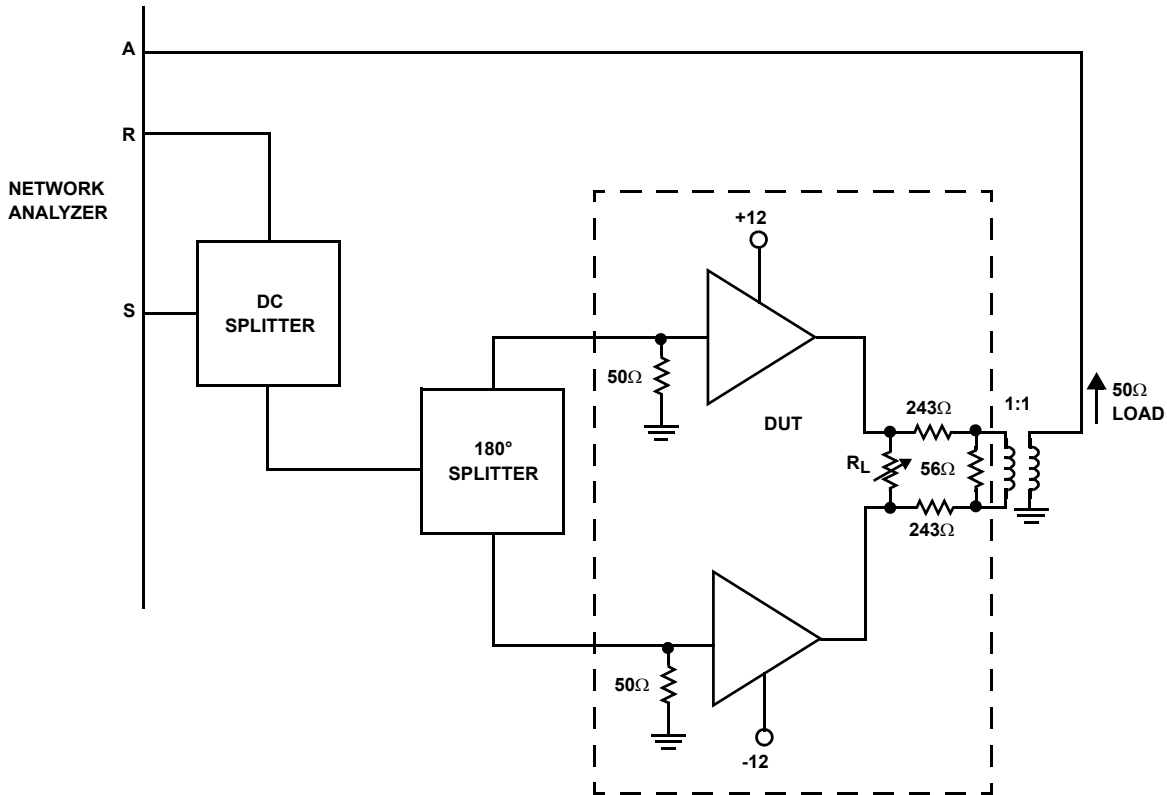 A
R
NETWORK
ANALYZER
S
DC
SPLITTER
+12
50Ω
180°
SPLITTER
DUT
243Ω
1:1
50Ω
LOAD
RL
56Ω
243Ω
50Ω
-12